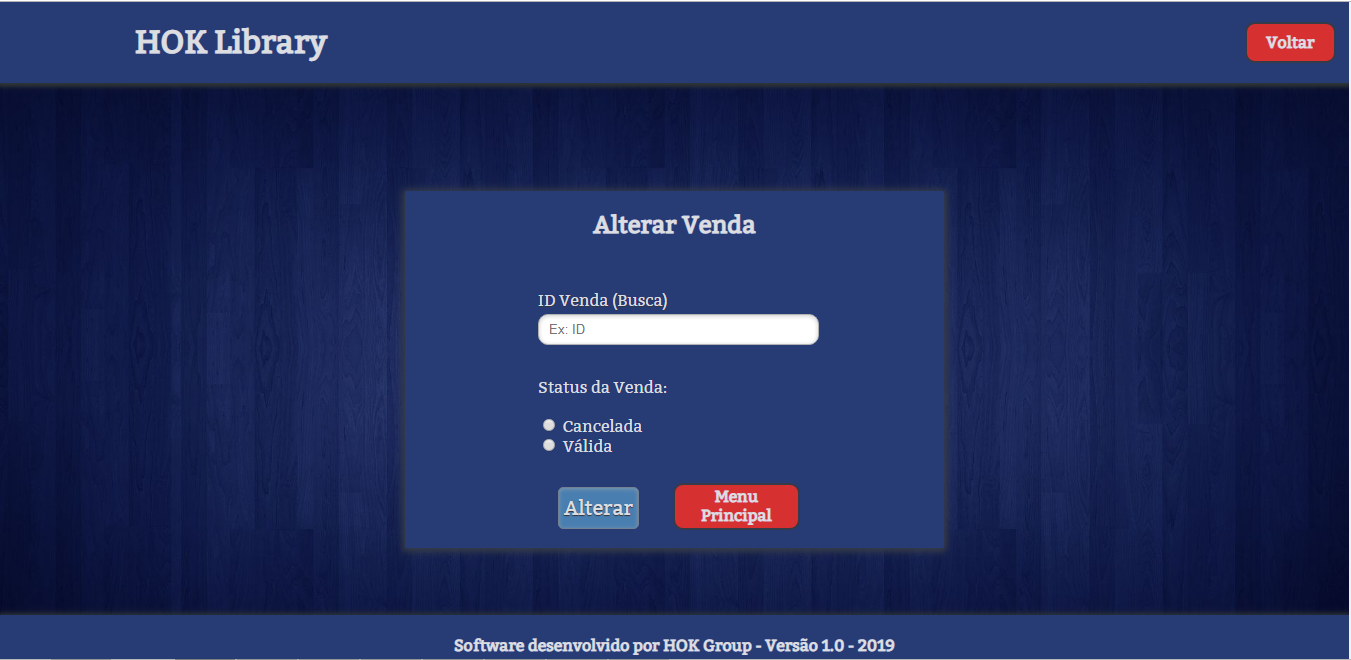 HOK Library
Voltar
Alterar Venda
ID Venda (Busca)
Ex: ID
Status da Venda:
Cancelada
Válida
Alterar
Menu
Principal
Software desenvolvido por HOK Group - Versão 1.0 - 2019